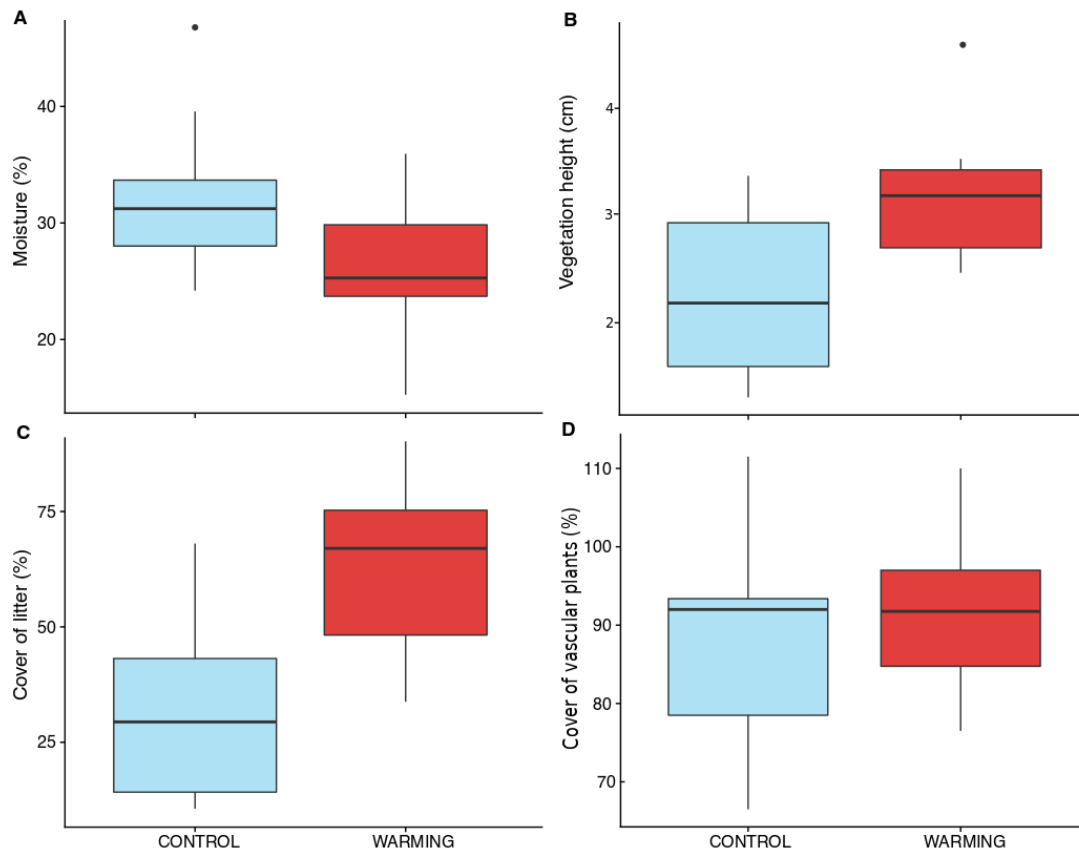 A
Moisture (%)
40
30
20
B
Vegetation height (cm)
4
3
2
C
Cover of litter (%)
75
50
25
CONTROL
WARMING
D
Cover of vascular plants (%)
110
100
90
80
70
CONTROL
WARMING